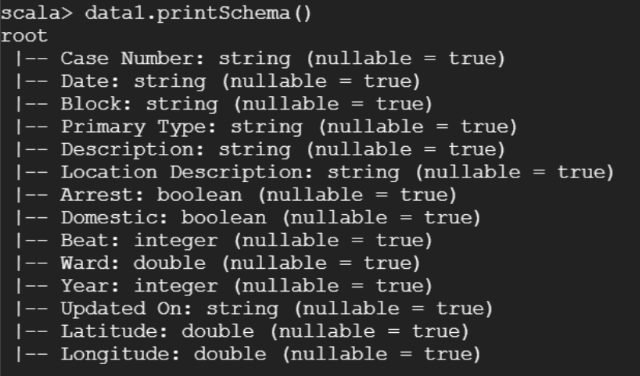 scala> data1.printSchema()
root
 |-- Case Number: string (nullable = true)
 |-- Date: string (nullable = true)
 |-- Block: string (nullable = true)
 |-- Primary Type: string (nullable = true)
 |-- Description: string (nullable = true)
 |-- Location Description: string (nullable = true)
 |-- Arrest: boolean (nullable = true)
 |-- Domestic: boolean (nullable = true)
 |-- Beat: integer (nullable = true)
 |-- Ward: double (nullable = true)
 |-- Year: integer (nullable = true)
 |-- Updated On: string (nullable = true)
 |-- Latitude: double (nullable = true)
 |-- Longitude: double (nullable = true)